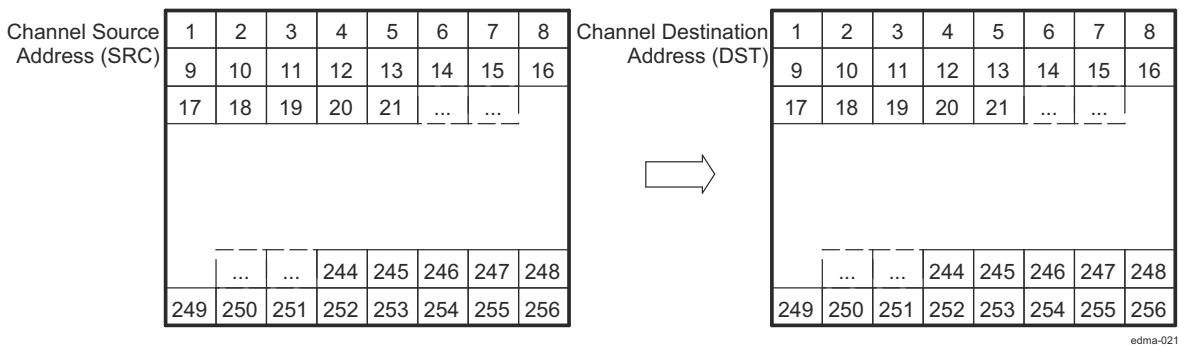 Channel Source Address (SRC)
1 2 3 4 5 6 7 8
9 10 11 12 13 14 15 16
17 18 19 20 21 ... ...
... ... 244 245 246 247 248
249 250 251 252 253 254 255 256
Channel Destination Address (DST)
1 2 3 4 5 6 7 8
9 10 11 12 13 14 15 16
17 18 19 20 21 ... ...
... ... 244 245 246 247 248
249 250 251 252 253 254 255 256
edma-021